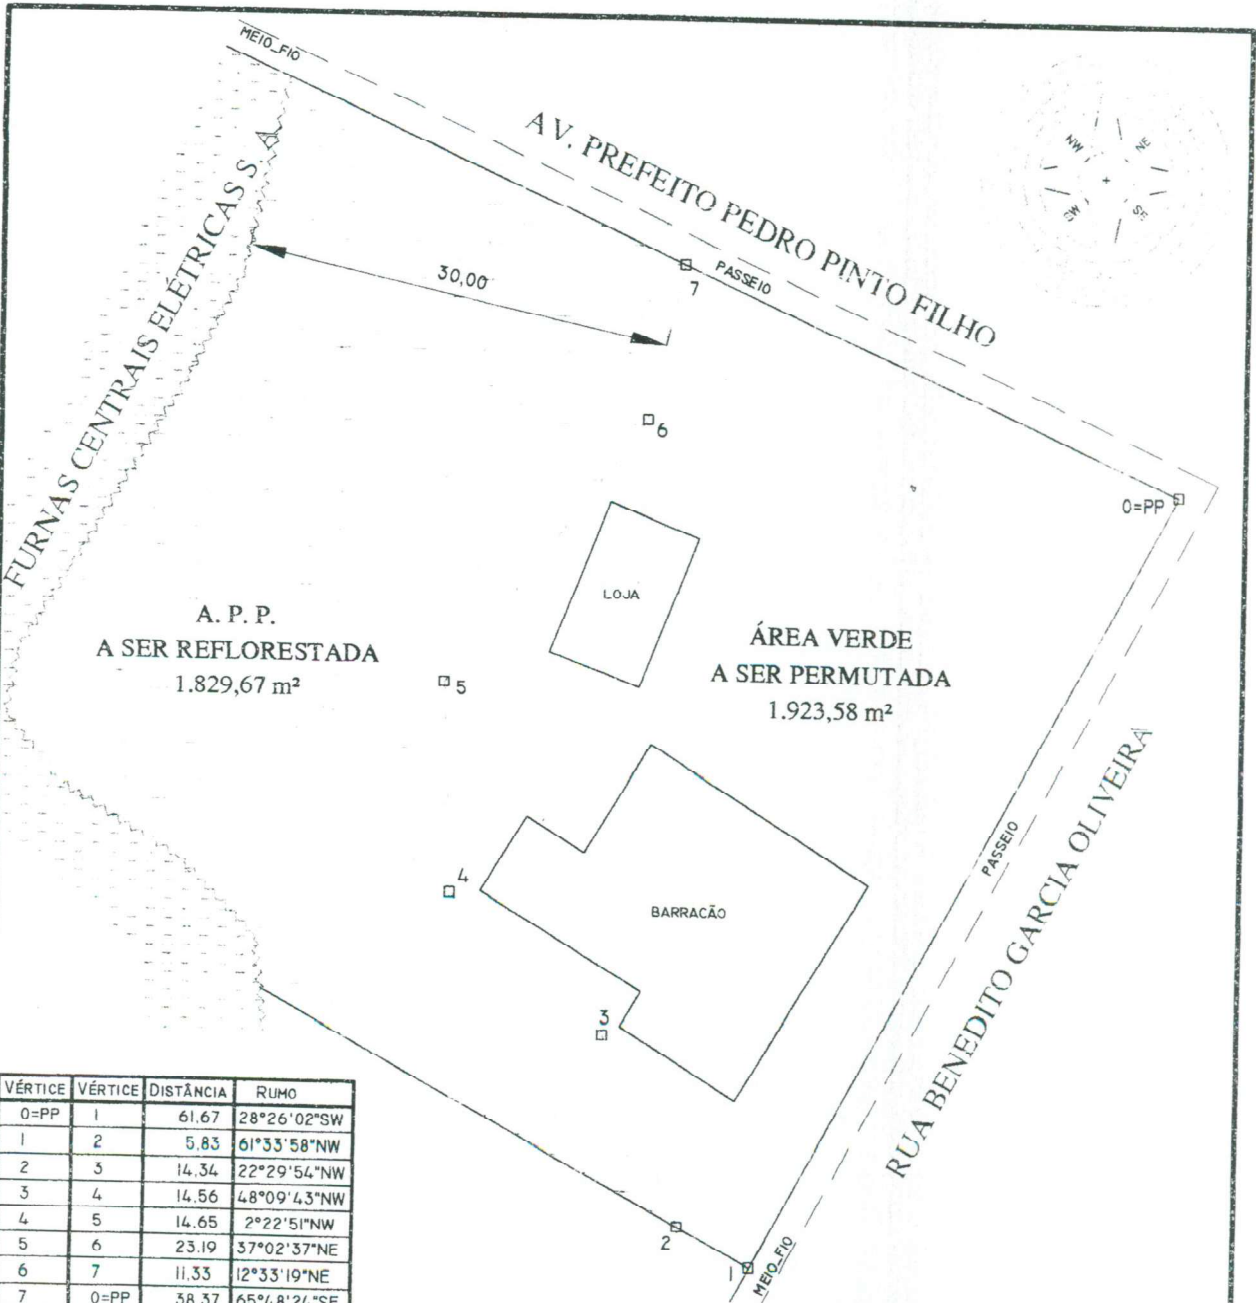 MEIO_FIO
AV. PREFEITO PEDRO PINTO FILHO
NW
NE
SW
SE
FURNAS CENTRAIS ELÉTRICAS S. A.
30,00
7
PASSEIO
6
0=PP
LOJA
A. P. P.
A SER REFLORESTADA
1.829,67 m²
ÁREA VERDE
A SER PERMUTADA
1.923,58 m²
5
4
BARRACÃO
PASSEIO
RUA BENEDITO GARCIA OLIVEIRA
3
2
1
MEIO_FIO
VÉRTICE VÉRTICE DISTÂNCIA RUMO
0=PP 1 61,67 28°26'02"SW
1 2 5,83 61°33'58"NW
2 3 14,34 22°29'54"NW
3 4 14,56 48°09'43"NW
4 5 14,65 2°22'51"NW
5 6 23,19 37°02'37"NE
6 7 11,33 12°33'19"NE
7 0=PP 38,37 65°48'24"SE